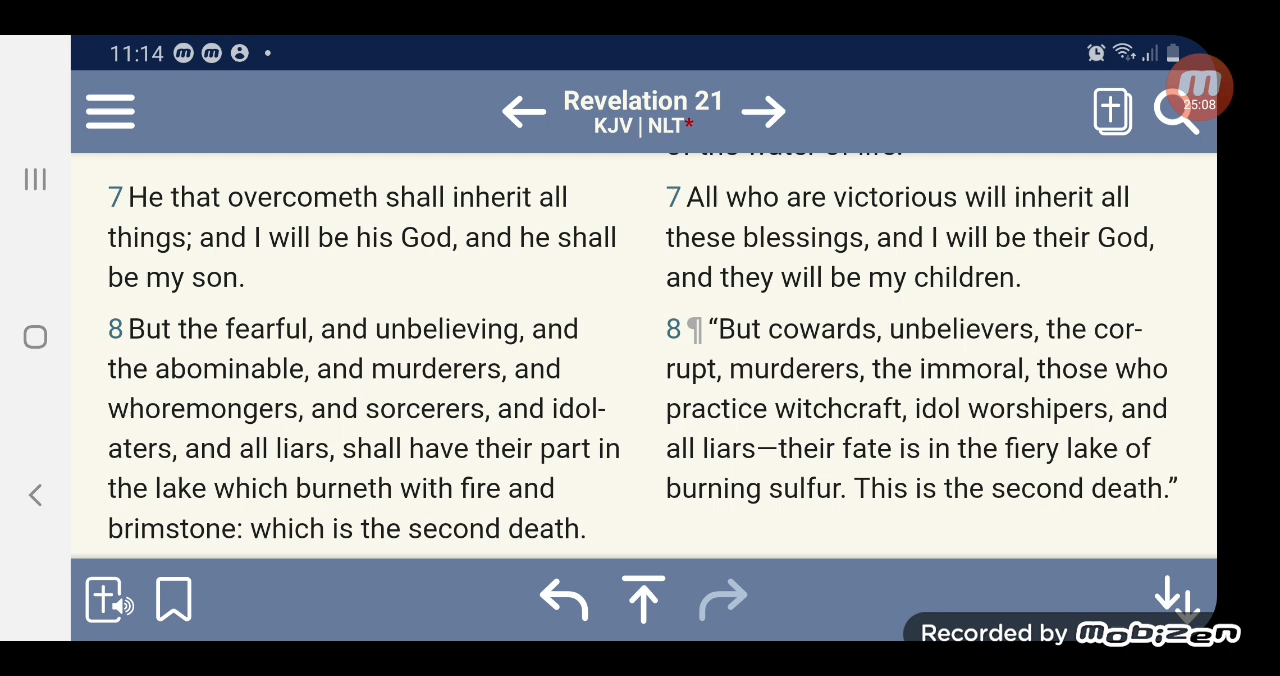 11:14
25:08
Revelation 21
KJV | NLT*
of the water of life.
7 He that overcometh shall inherit all
things; and I will be his God, and he shall
be my son.
8 But the fearful, and unbelieving, and
the abominable, and murderers, and
whoremongers, and sorcerers, and idol-
aters, and all liars, shall have their part in
the lake which burneth with fire and
brimstone: which is the second death.
7 All who are victorious will inherit all
these blessings, and I will be their God,
and they will be my children.
8 ¶ “But cowards, unbelievers, the cor-
rupt, murderers, the immoral, those who
practice witchcraft, idol worshipers, and
all liars—their fate is in the fiery lake of
burning sulfur. This is the second death.”
Recorded by mobizen